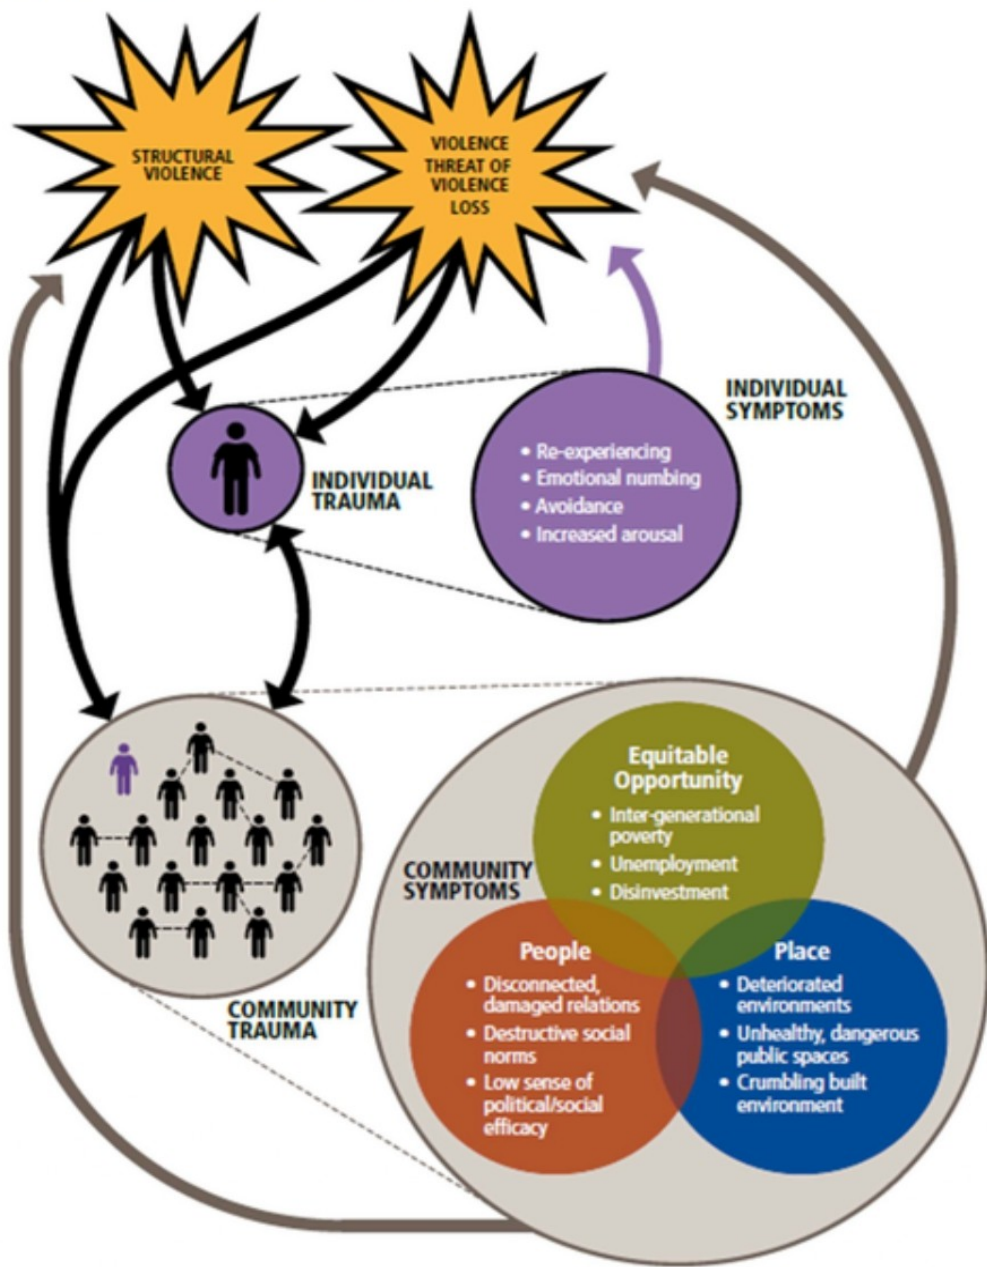 STRUCTURAL
VIOLENCE
VIOLENCE
THREAT OF
VIOLENCE
LOSS
INDIVIDUAL
SYMPTOMS
• Re-experiencing
• Emotional numbing
• Avoidance
• Increased arousal
INDIVIDUAL
TRAUMA
Equitable
Opportunity
• Inter-generational
poverty
• Unemployment
• Disinvestment
COMMUNITY
SYMPTOMS
People
• Disconnected,
damaged relations
• Destructive social
norms
• Low sense of
political/social
efficacy
Place
• Deteriorated
environments
• Unhealthy, dangerous
public spaces
• Crumbling built
environment
COMMUNITY
TRAUMA